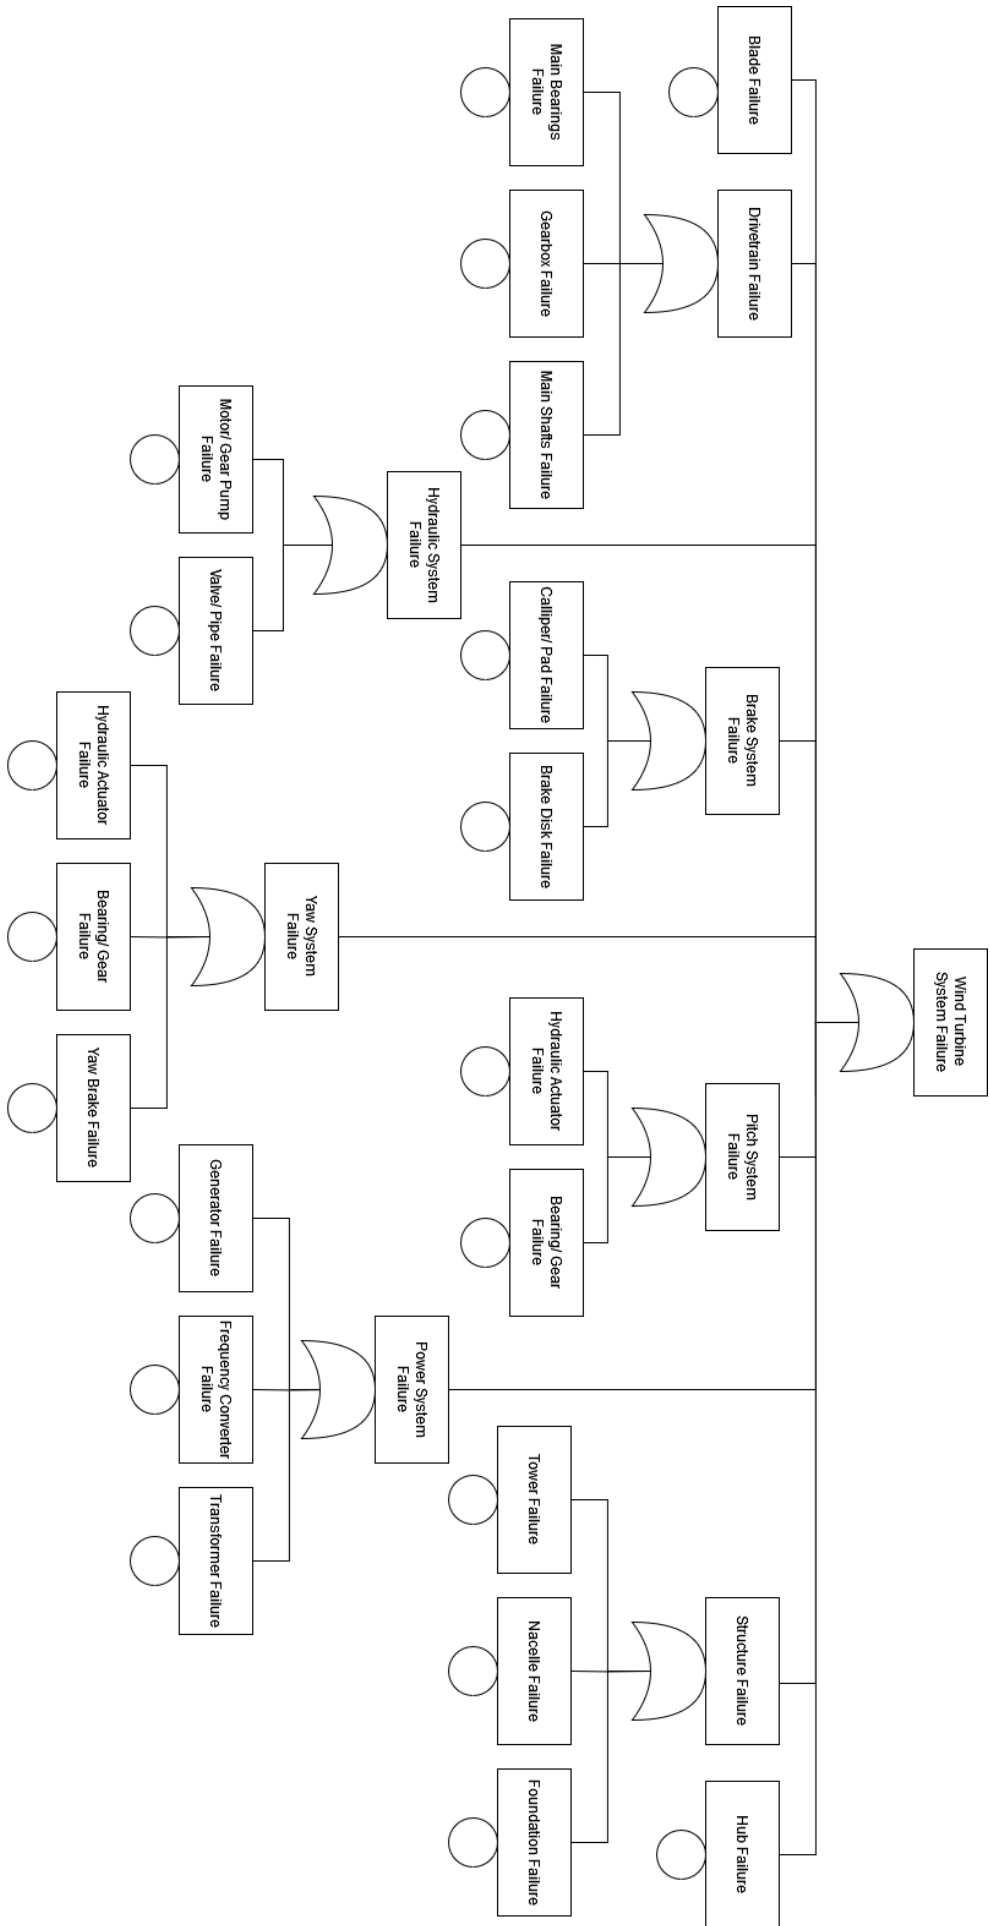 Wind Turbine
System Failure
Blade Failure
Drivetrain Failure
Brake System
Failure
Pitch System
Failure
Structure Failure
Hub Failure
Main Bearings
Failure
Gearbox Failure
Main Shafts Failure
Hydraulic System
Failure
Calliper/ Pad Failure
Brake Disk Failure
Hydraulic Actuator
Failure
Bearing/ Gear
Failure
Power System
Failure
Tower Failure
Nacelle Failure
Foundation Failure
Motor/ Gear Pump
Failure
Valve/ Pipe Failure
Yaw System
Failure
Generator Failure
Frequency Converter
Failure
Transformer Failure
Hydraulic Actuator
Failure
Bearing/ Gear
Failure
Yaw Brake Failure